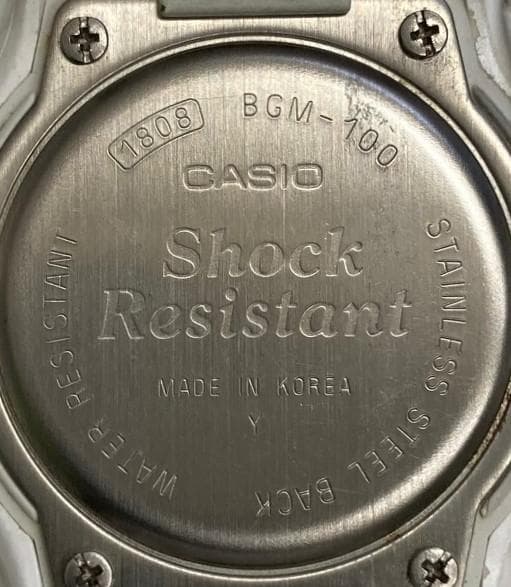 1808 BGM-100
CASIO
Shock
Resistant
MADE IN KOREA
Y
WATER RESISTANT
STAINLESS STEEL BACK